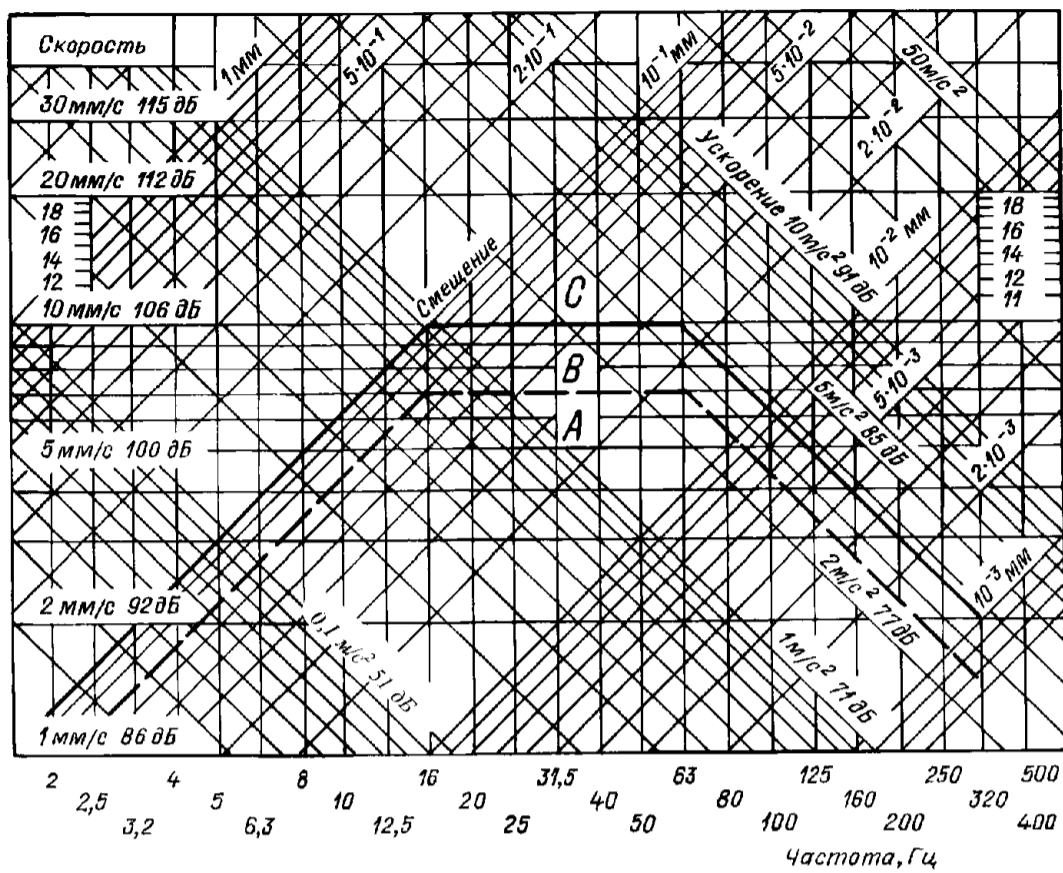 Скорость
1 мм
5·10⁻¹
2·10⁻¹
10⁻¹ мм
5·10⁻²
50 м/с²
30 мм/с 115 дБ
2·10⁻²
Ускорение 10 м/с² 91 дБ
20 мм/с 112 дБ
18
16
14
12
10⁻² мм
18
16
14
12
11
10 мм/с 106 дБ
Смещение
С
В
А
5 м/с² 85 дБ
5·10⁻³
2·10⁻³
5 мм/с 100 дБ
2 мм/с 92 дБ
0,1 м/с² 51 дБ
2 м/с² 77 дБ
10⁻³ мм
1 м/с² 71 дБ
1 мм/с 86 дБ
2 4 8 16 31,5 63 125 250 500
2,5 5 10 20 40 80 160 320
3,2 6,3 12,5 25 50 100 200 400
Частота, Гц